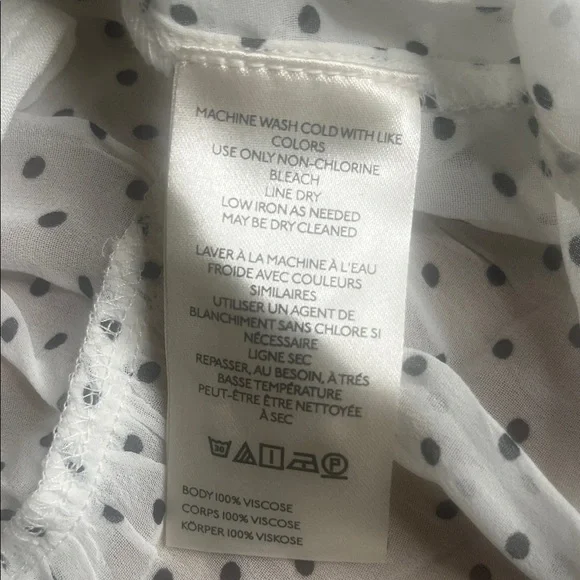 MACHINE WASH COLD WITH LIKE
COLORS
USE ONLY NON-CHLORINE
BLEACH
LINE DRY
LOW IRON AS NEEDED
MAY BE DRY CLEANED
LAVER À LA MACHINE À L'EAU
FROIDE AVEC COULEURS
SIMILAIRES
UTILISER UN AGENT DE
BLANCHIMENT SANS CHLORE SI
NÉCESSAIRE
LIGNE SEC
REPASSER, AU BESOIN, À TRÉS
BASSE TEMPÉRATURE
PEUT-ÊTRE ÊTRE NETTOYÉE
À SEC
30 P
BODY 100% VISCOSE
CORPS 100% VISCOSE
KÖRPER 100% VISKOSE